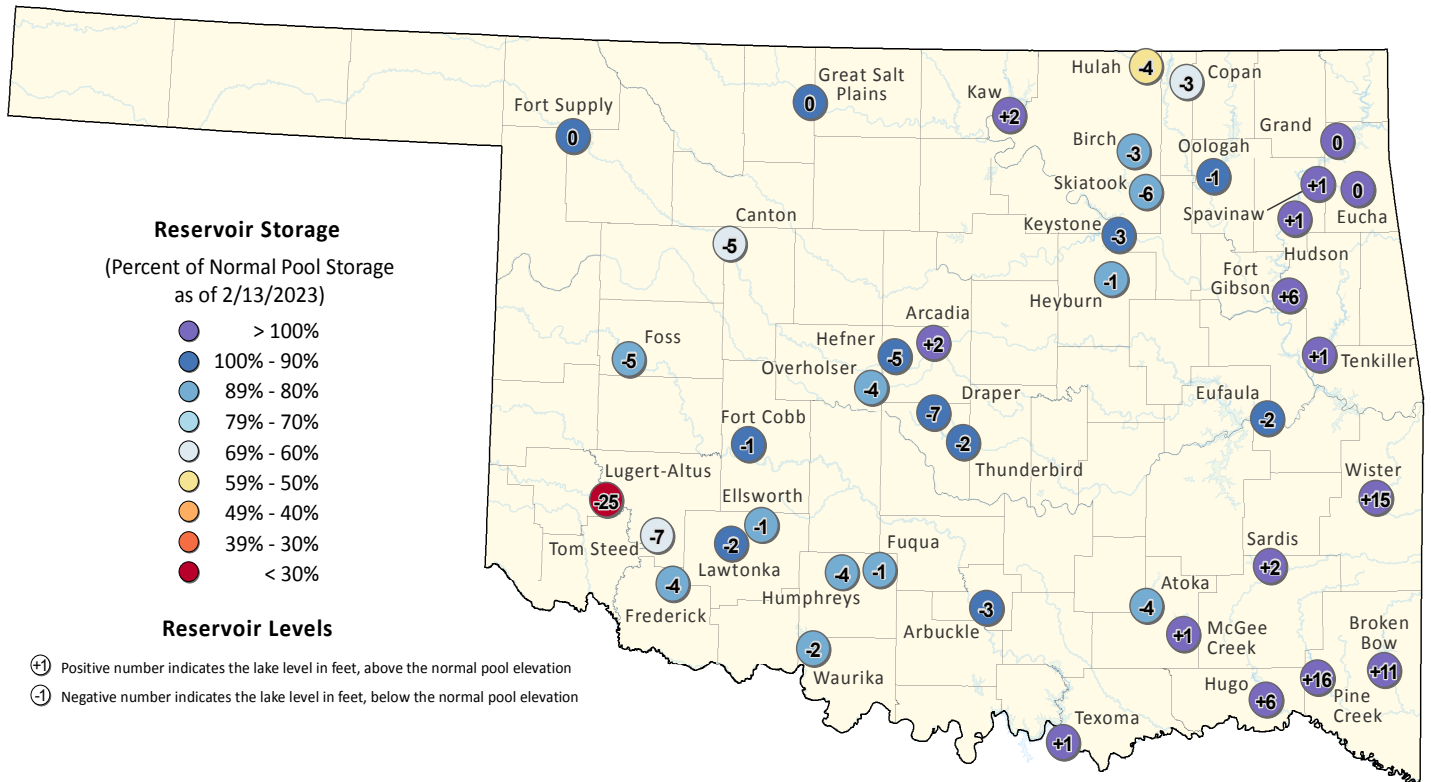 Reservoir Storage
(Percent of Normal Pool Storage
as of 2/13/2023)
> 100%
100% - 90%
89% - 80%
79% - 70%
69% - 60%
59% - 50%
49% - 40%
39% - 30%
< 30%
Reservoir Levels
+1 Positive number indicates the lake level in feet, above the normal pool elevation
-1 Negative number indicates the lake level in feet, below the normal pool elevation
Fort Supply
0
Great Salt
Plains
0
Kaw
+2
Hulah
-4
Copan
-3
Birch
-3
Skiatook
-6
Oologah
-1
Grand
0
Spavinaw
+1
Eucha
0
Hudson
+1
Canton
-5
Keystone
-3
Heyburn
-1
Fort
Gibson
+6
Foss
-5
Hefner
-5
Arcadia
+2
Overholser
-4
Tenkiller
+1
Draper
-7
Eufaula
-2
Fort Cobb
-1
Thunderbird
-2
Lugert-Altus
-25
Wister
+15
Ellsworth
-1
Tom Steed
-7
Lawtonka
-2
Fuqua
-1
Humphreys
-4
Sardis
+2
Frederick
-4
Arbuckle
-3
Atoka
-4
McGee
Creek
+1
Broken
Bow
+11
Waurika
-2
Hugo
+6
Pine
Creek
+16
Texoma
+1